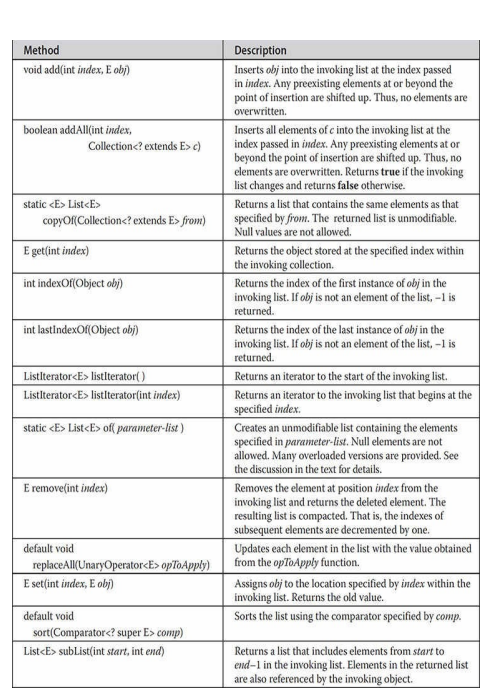 Method Description
void add(int index, E obj) Inserts obj into the invoking list at the index passed
in index. Any preexisting elements at or beyond the
point of insertion are shifted up. Thus, no elements are
overwritten.
boolean addAll(int index, Inserts all elements of c into the invoking list at the
Collection<? extends E> c) index passed in index. Any preexisting elements at or
beyond the point of insertion are shifted up. Thus, no
elements are overwritten. Returns true if the invoking
list changes and returns false otherwise.
static <E> List<E> Returns a list that contains the same elements as that
copyOf(Collection<? extends E> from) specified by from. The returned list is unmodifiable.
Null values are not allowed.
E get(int index) Returns the object stored at the specified index within
the invoking collection.
int indexOf(Object obj) Returns the index of the first instance of obj in the
invoking list. If obj is not an element of the list, –1 is
returned.
int lastIndexOf(Object obj) Returns the index of the last instance of obj in the
invoking list. If obj is not an element of the list, –1 is
returned.
ListIterator<E> listIterator( ) Returns an iterator to the start of the invoking list.
ListIterator<E> listIterator(int index) Returns an iterator to the invoking list that begins at the
specified index.
static <E> List<E> of( parameter-list ) Creates an unmodifiable list containing the elements
specified in parameter-list. Null elements are not
allowed. Many overloaded versions are provided. See
the discussion in the text for details.
E remove(int index) Removes the element at position index from the
invoking list and returns the deleted element. The
resulting list is compacted. That is, the indexes of
subsequent elements are decremented by one.
default void Updates each element in the list with the value obtained
replaceAll(UnaryOperator<E> opToApply) from the opToApply function.
E set(int index, E obj) Assigns obj to the location specified by index within the
invoking list. Returns the old value.
default void Sorts the list using the comparator specified by comp.
sort(Comparator<? super E> comp)
List<E> subList(int start, int end) Returns a list that includes elements from start to
end–1 in the invoking list. Elements in the returned list
are also referenced by the invoking object.